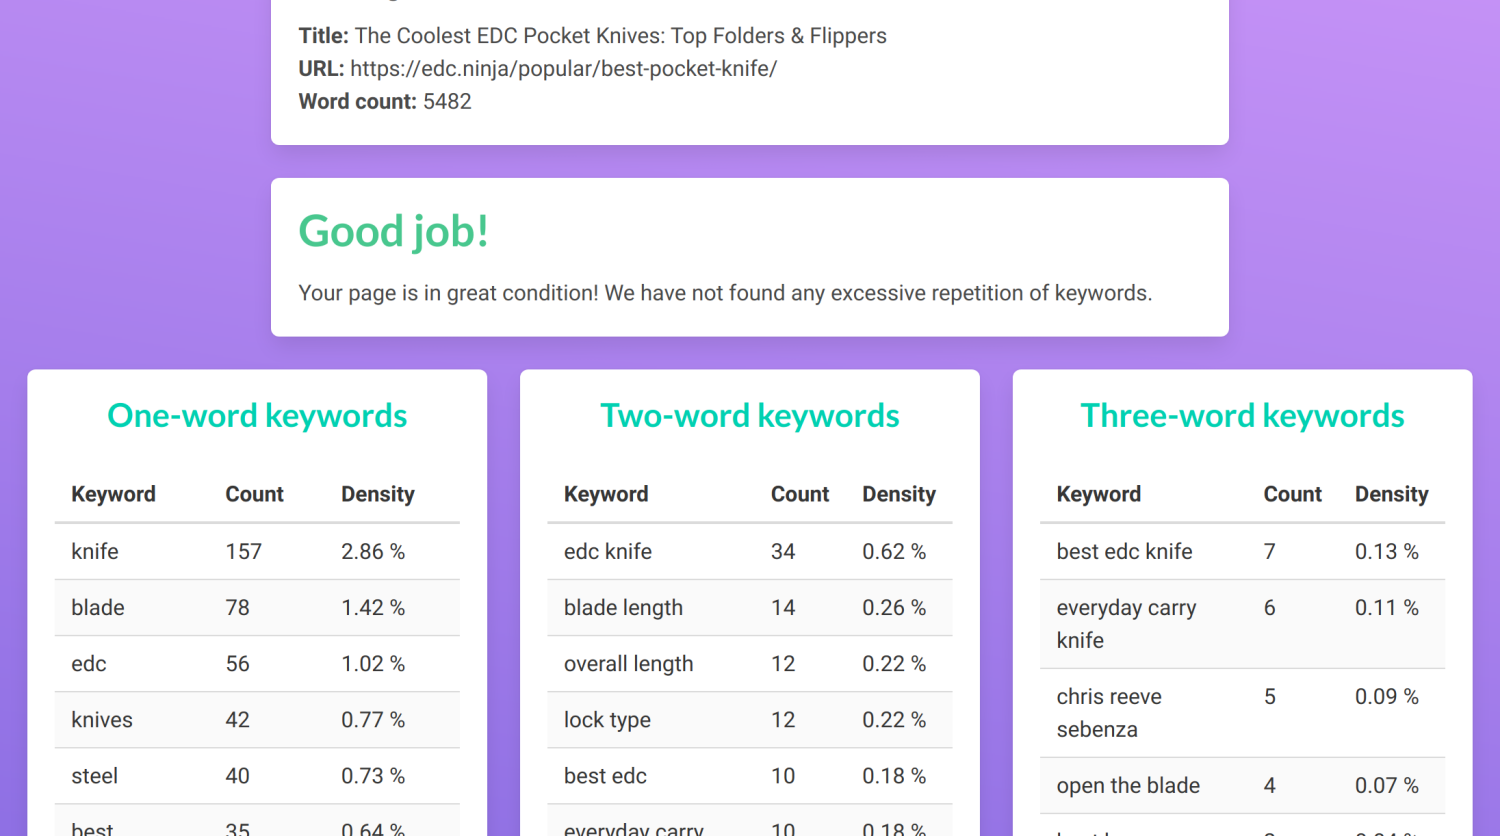 Title: The Coolest EDC Pocket Knives: Top Folders & Flippers
URL: https://edc.ninja/popular/best-pocket-knife/
Word count: 5482
Good job!
Your page is in great condition! We have not found any excessive repetition of keywords.
One-word keywords
Keyword Count Density
knife 157 2.86 %
blade 78 1.42 %
edc 56 1.02 %
knives 42 0.77 %
steel 40 0.73 %
best 35 0.64 %
Two-word keywords
Keyword Count Density
edc knife 34 0.62 %
blade length 14 0.26 %
overall length 12 0.22 %
lock type 12 0.22 %
best edc 10 0.18 %
everyday carry 10 0.18 %
Three-word keywords
Keyword Count Density
best edc knife 7 0.13 %
everyday carry 6 0.11 %
knife
chris reeve 5 0.09 %
sebenza
open the blade 4 0.07 %